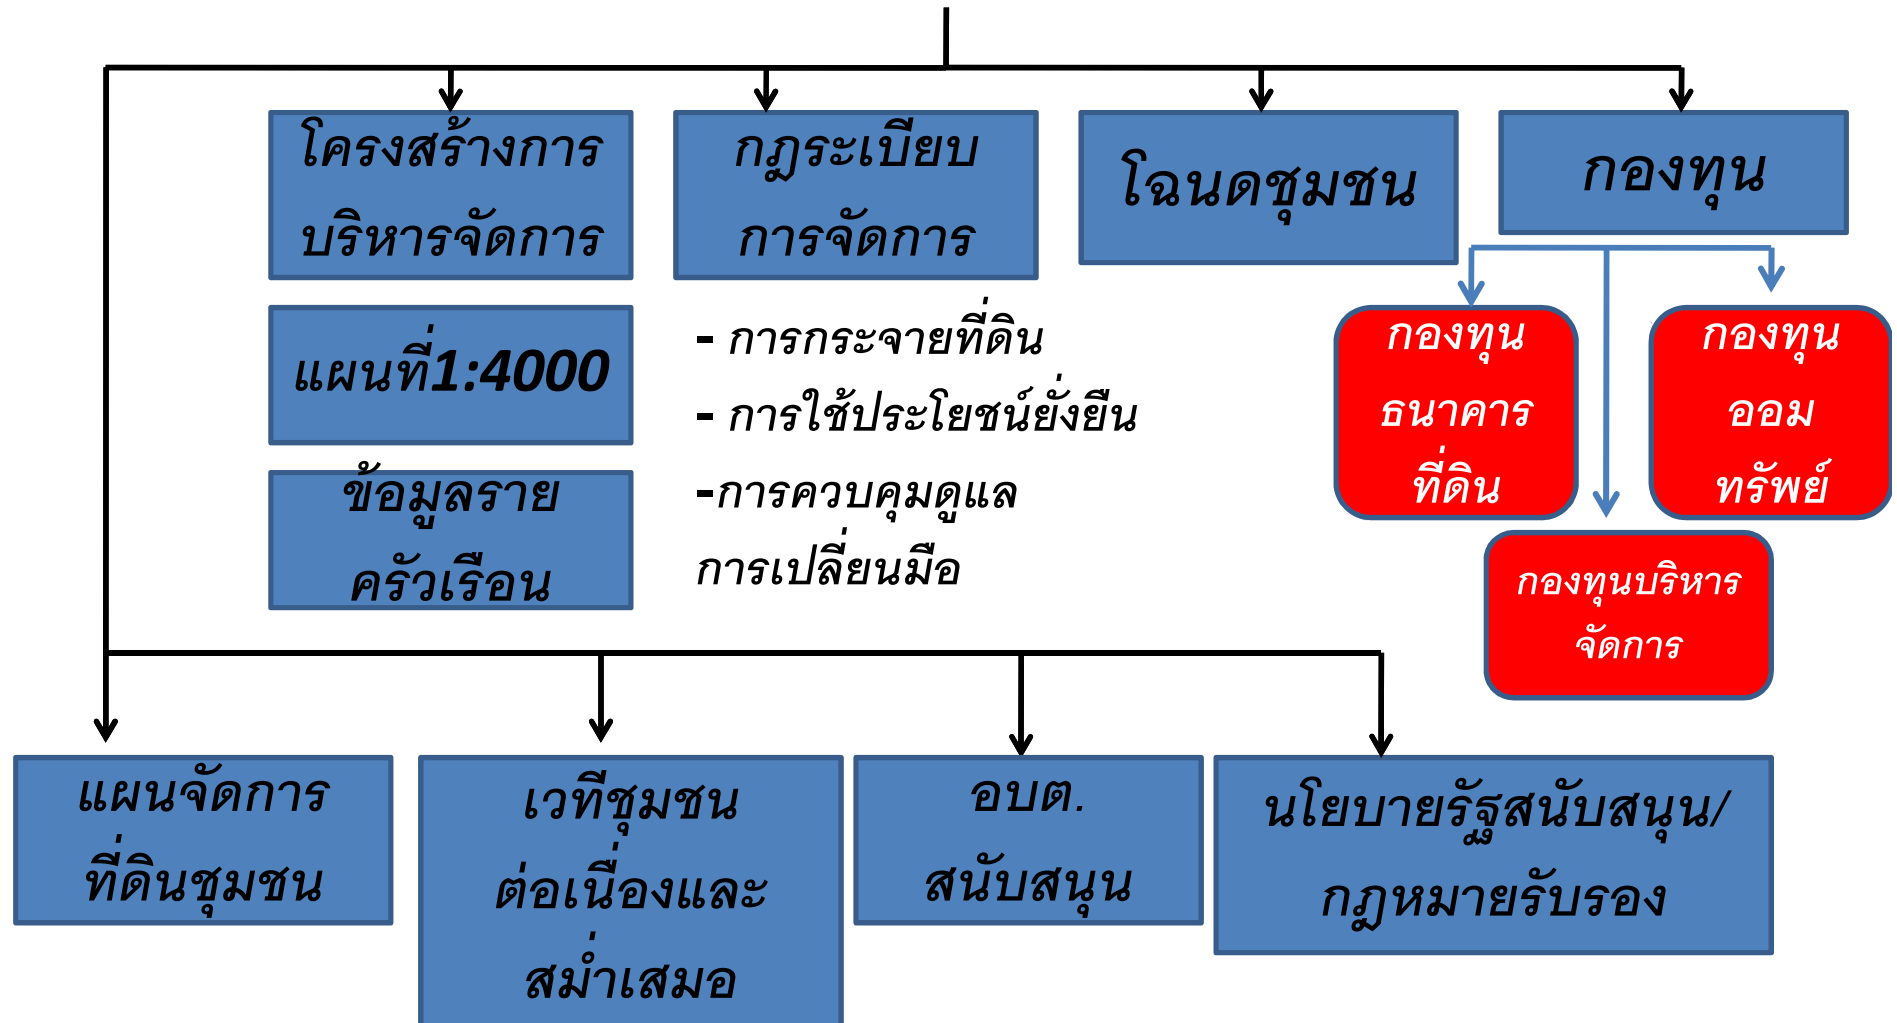 โครงสร้างการ
บริหารจัดการ
กฎระเบียบ
การจัดการ
โฉนดชุมชน
กองทุน
แผนที่1:4000
ข้อมูลราย
ครัวเรือน
- การกระจายที่ดิน
- การใช้ประโยชน์ยั่งยืน
-การควบคุมดูแล
การเปลี่ยนมือ
กองทุน
ธนาคาร
ที่ดิน
กองทุน
ออม
ทรัพย์
กองทุนบริหาร
จัดการ
แผนจัดการ
ที่ดินชุมชน
เวทีชุมชน
ต่อเนื่องและ
สม่ำเสมอ
อบต.
สนับสนุน
นโยบายรัฐสนับสนุน/
กฎหมายรับรอง